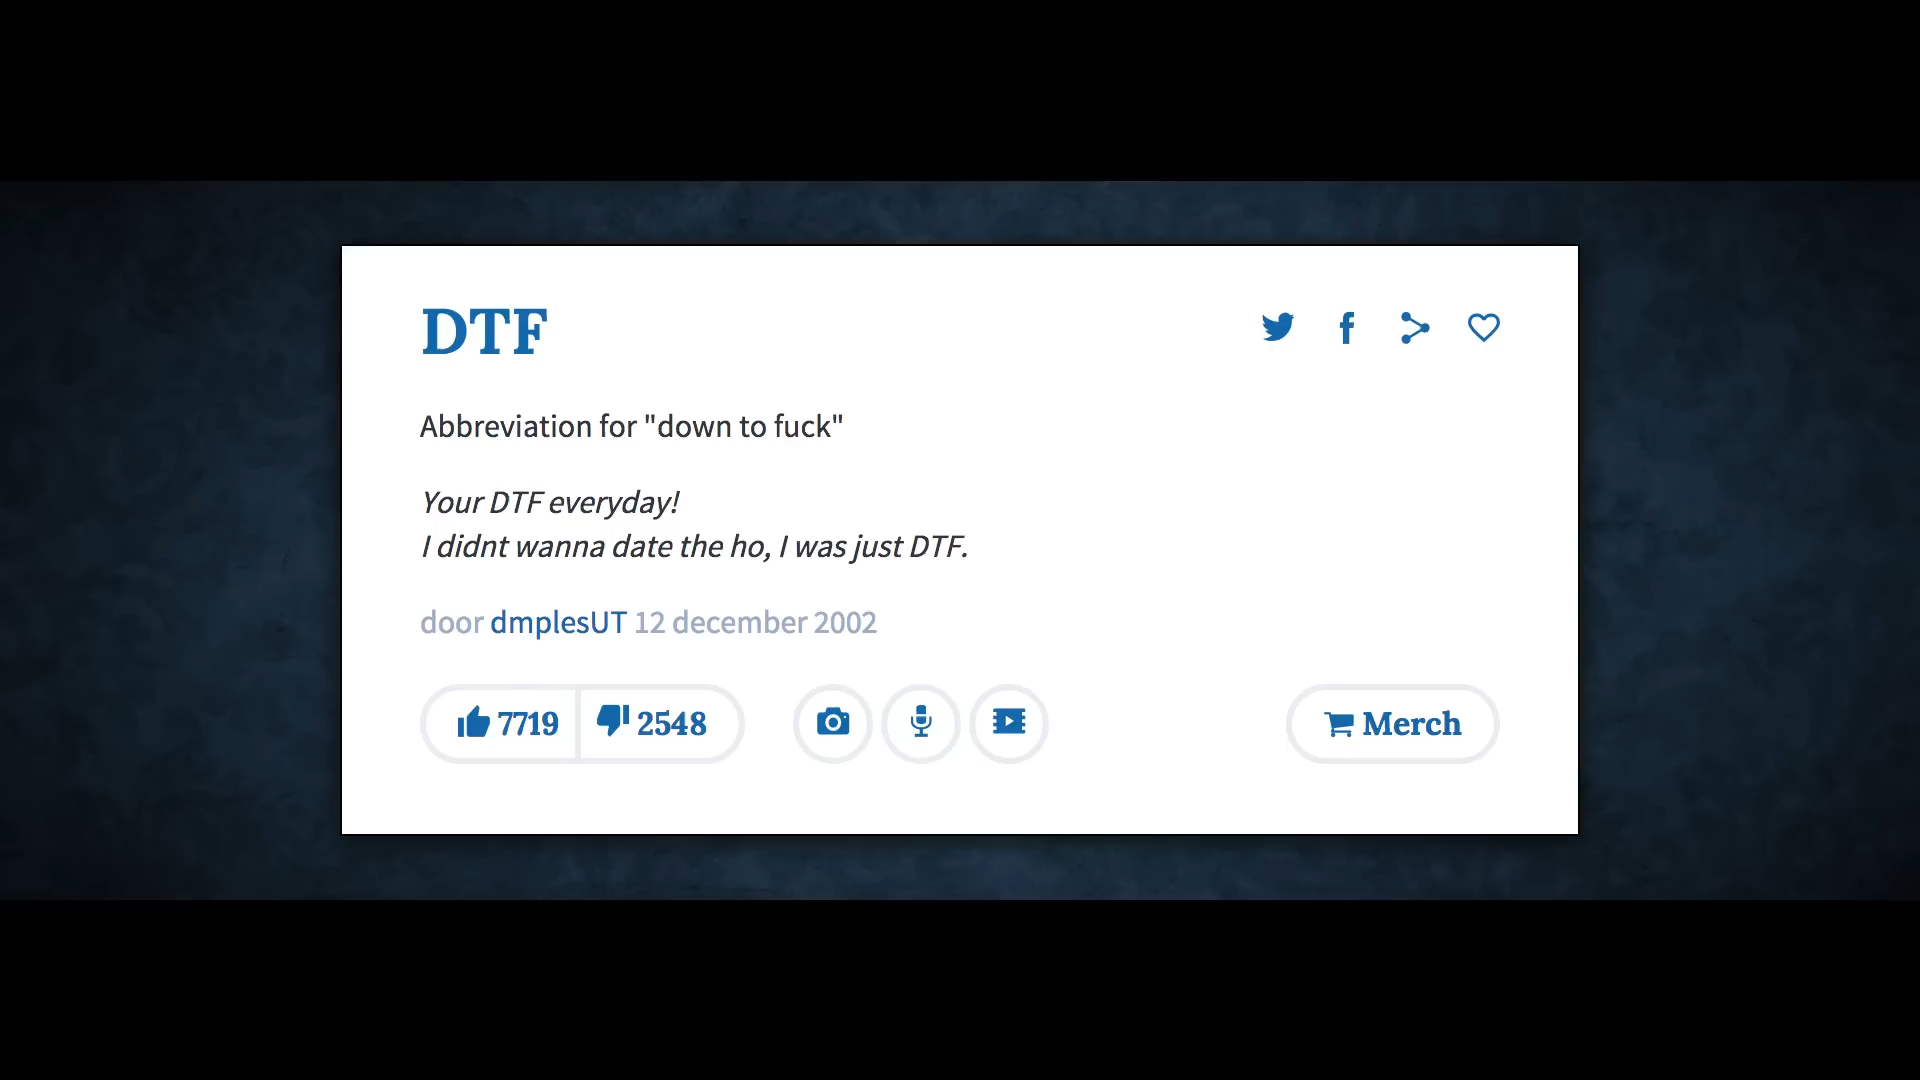 DTF
Abbreviation for "down to fuck"
Your DTF everyday!
I didnt wanna date the ho, I was just DTF.
door dmplesUT 12 december 2002
7719 2548 Merch